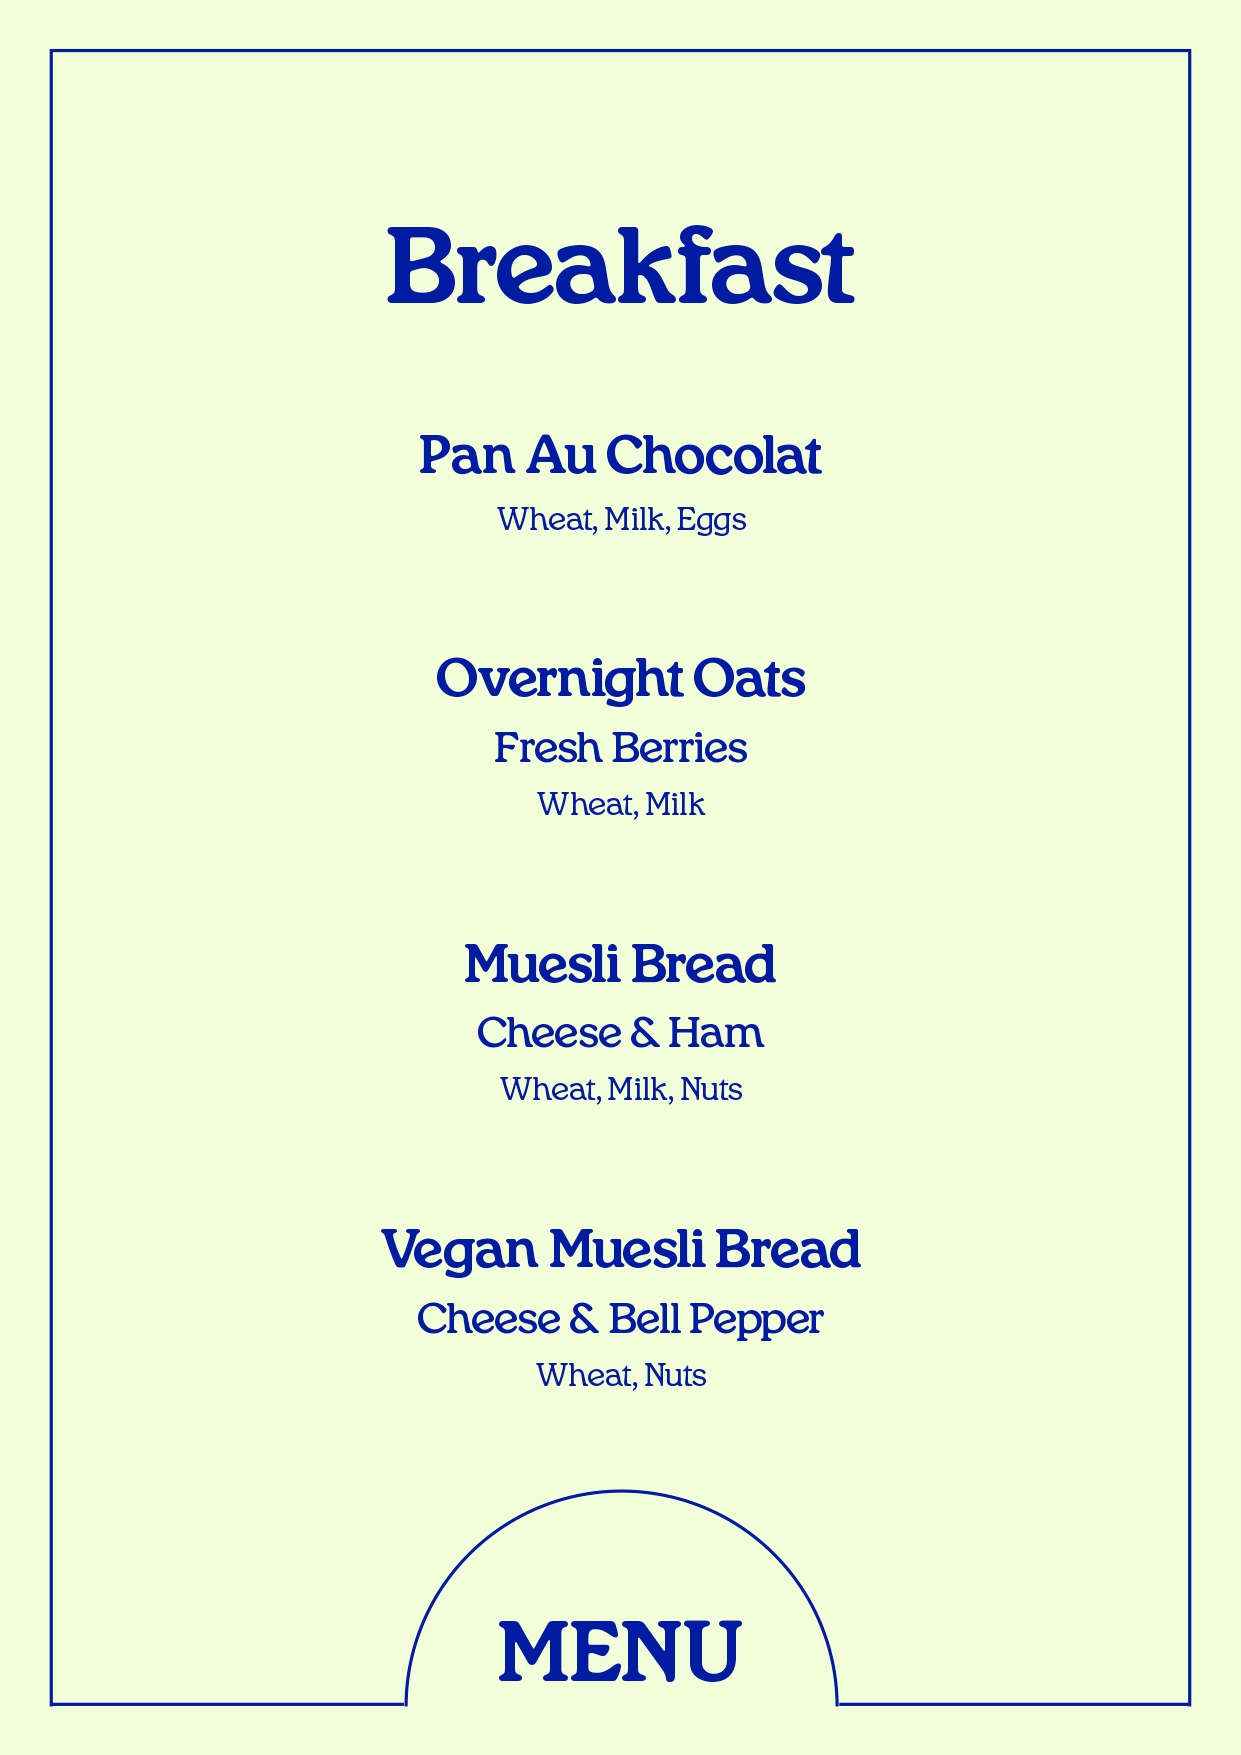 Breakfast
Pan Au Chocolat
Wheat, Milk, Eggs
Overnight Oats
Fresh Berries
Wheat, Milk
Muesli Bread
Cheese & Ham
Wheat, Milk, Nuts
Vegan Muesli Bread
Cheese & Bell Pepper
Wheat, Nuts
MENU